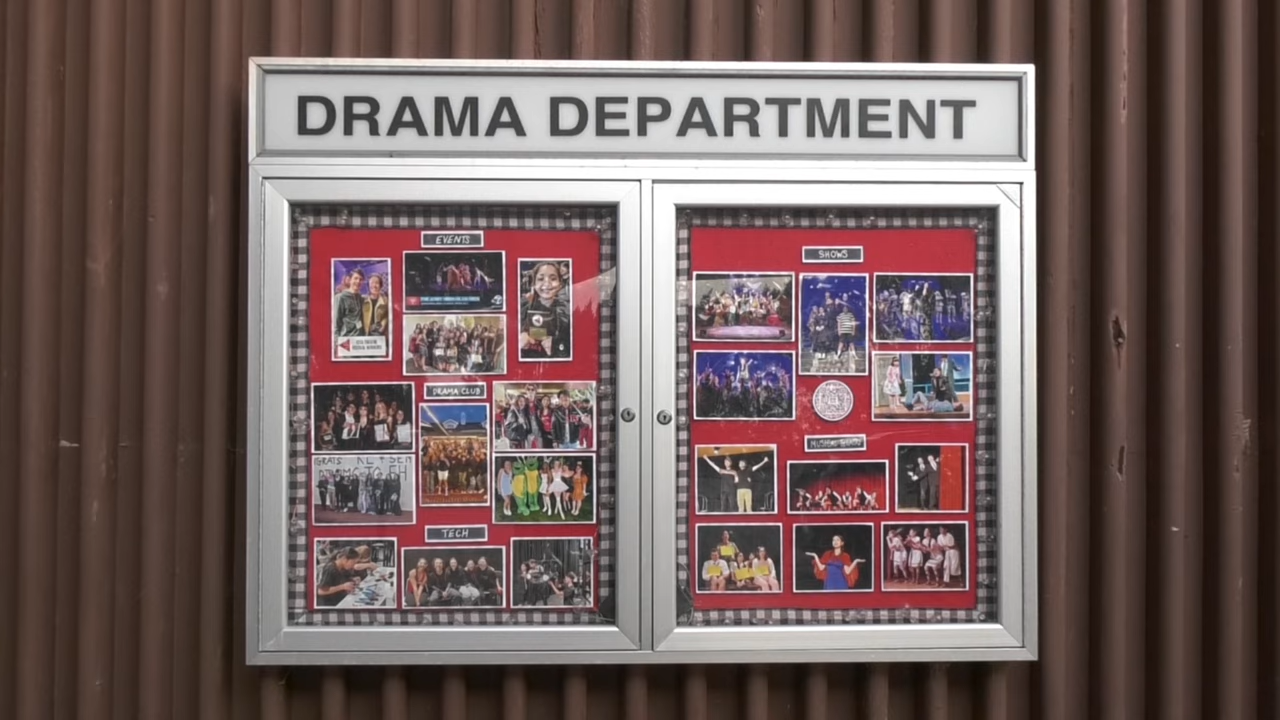 DRAMA DEPARTMENT
EVENTS
DRAMA CLUB
TECH
SHOWS